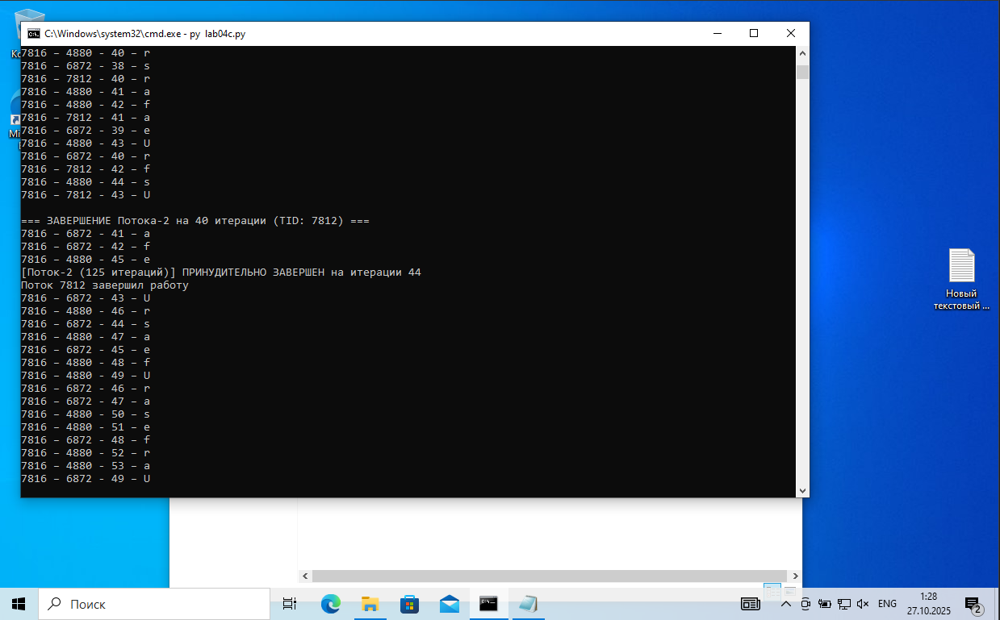 C:\Windows\system32\cmd.exe - py lab04c.py
7816 – 4880 - 40 – r
7816 – 6872 - 38 – s
7816 – 7812 - 40 – r
7816 – 4880 - 41 – a
7816 – 4880 - 42 – f
7816 – 7812 - 41 – a
7816 – 6872 - 39 – e
7816 – 4880 - 43 – U
7816 – 6872 - 40 – r
7816 – 7812 - 42 – f
7816 – 4880 - 44 – s
7816 – 7812 - 43 – U
=== ЗАВЕРШЕНИЕ Потока-2 на 40 итерации (TID: 7812) ===
7816 – 6872 - 41 – a
7816 – 6872 - 42 – f
7816 – 4880 - 45 – e
[Поток-2 (125 итераций)] ПРИНУДИТЕЛЬНО ЗАВЕРШЕН на итерации 44
Поток 7812 завершил работу
7816 – 6872 - 43 – U
7816 – 4880 - 46 – r
7816 – 6872 - 44 – s
7816 – 4880 - 47 – a
7816 – 6872 - 45 – e
7816 – 4880 - 48 – f
7816 – 4880 - 49 – U
7816 – 6872 - 46 – r
7816 – 6872 - 47 – a
7816 – 4880 - 50 – s
7816 – 4880 - 51 – e
7816 – 6872 - 48 – f
7816 – 4880 - 52 – r
7816 – 4880 - 53 – a
7816 – 6872 - 49 – U
Новый
текстовый ...
Поиск
ENG
1:28
27.10.2025
2